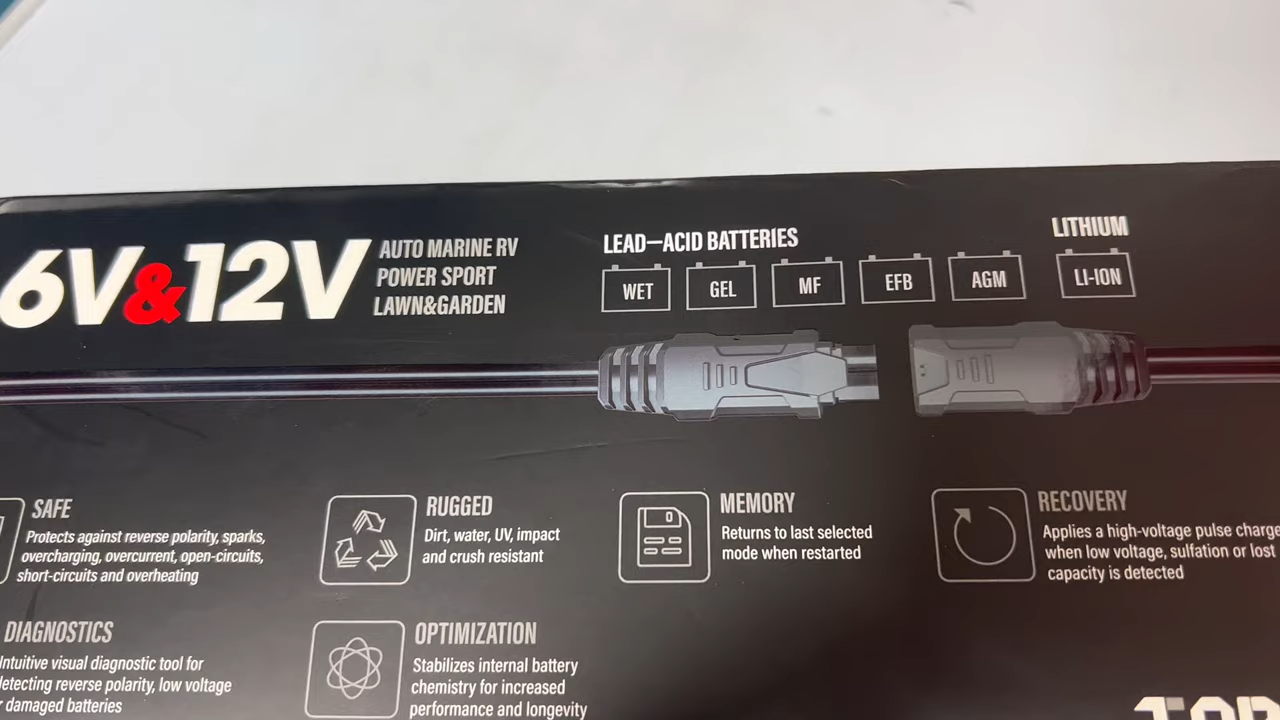 6V&12V
AUTO MARINE RV
POWER SPORT
LAWN&GARDEN
LEAD—ACID BATTERIES
WET
GEL
MF
EFB
AGM
LITHIUM
LI-ION
SAFE
Protects against reverse polarity, sparks,
overcharging, overcurrent, open-circuits,
short-circuits and overheating
RUGGED
Dirt, water, UV, impact
and crush resistant
MEMORY
Returns to last selected
mode when restarted
RECOVERY
Applies a high-voltage pulse charge
when low voltage, sulfation or lost
capacity is detected
DIAGNOSTICS
Intuitive visual diagnostic tool for
detecting reverse polarity, low voltage
damaged batteries
OPTIMIZATION
Stabilizes internal battery
chemistry for increased
performance and longevity